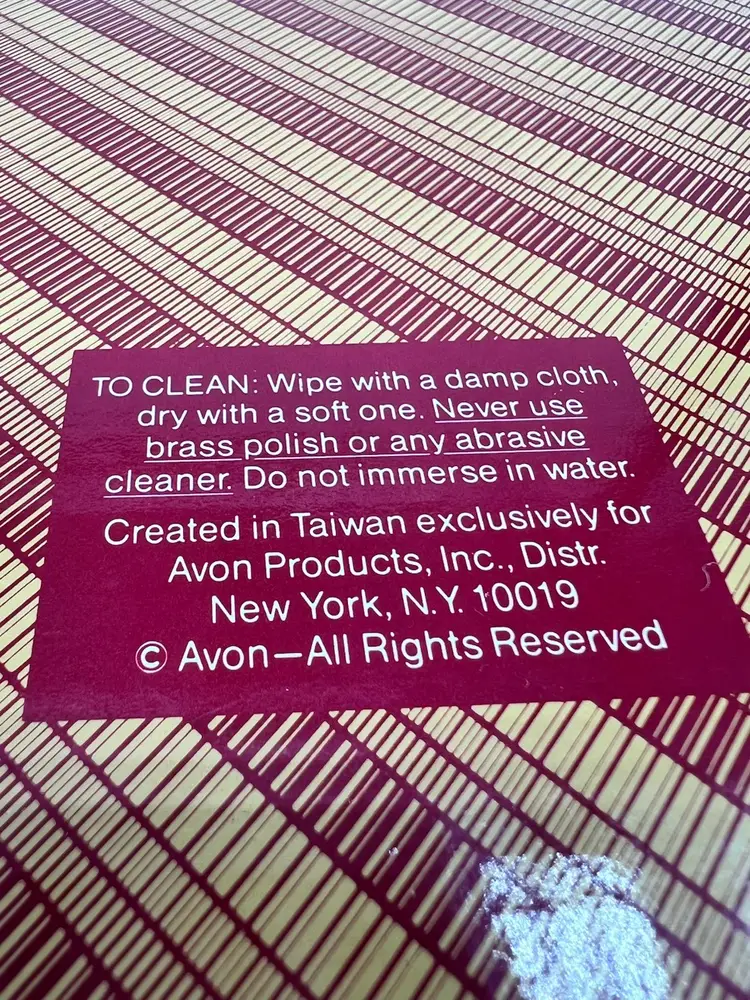 TO CLEAN: Wipe with a damp cloth,
dry with a soft one. Never use
brass polish or any abrasive
cleaner. Do not immerse in water.
Created in Taiwan exclusively for
Avon Products, Inc., Distr.
New York, N.Y. 10019
© Avon—All Rights Reserved